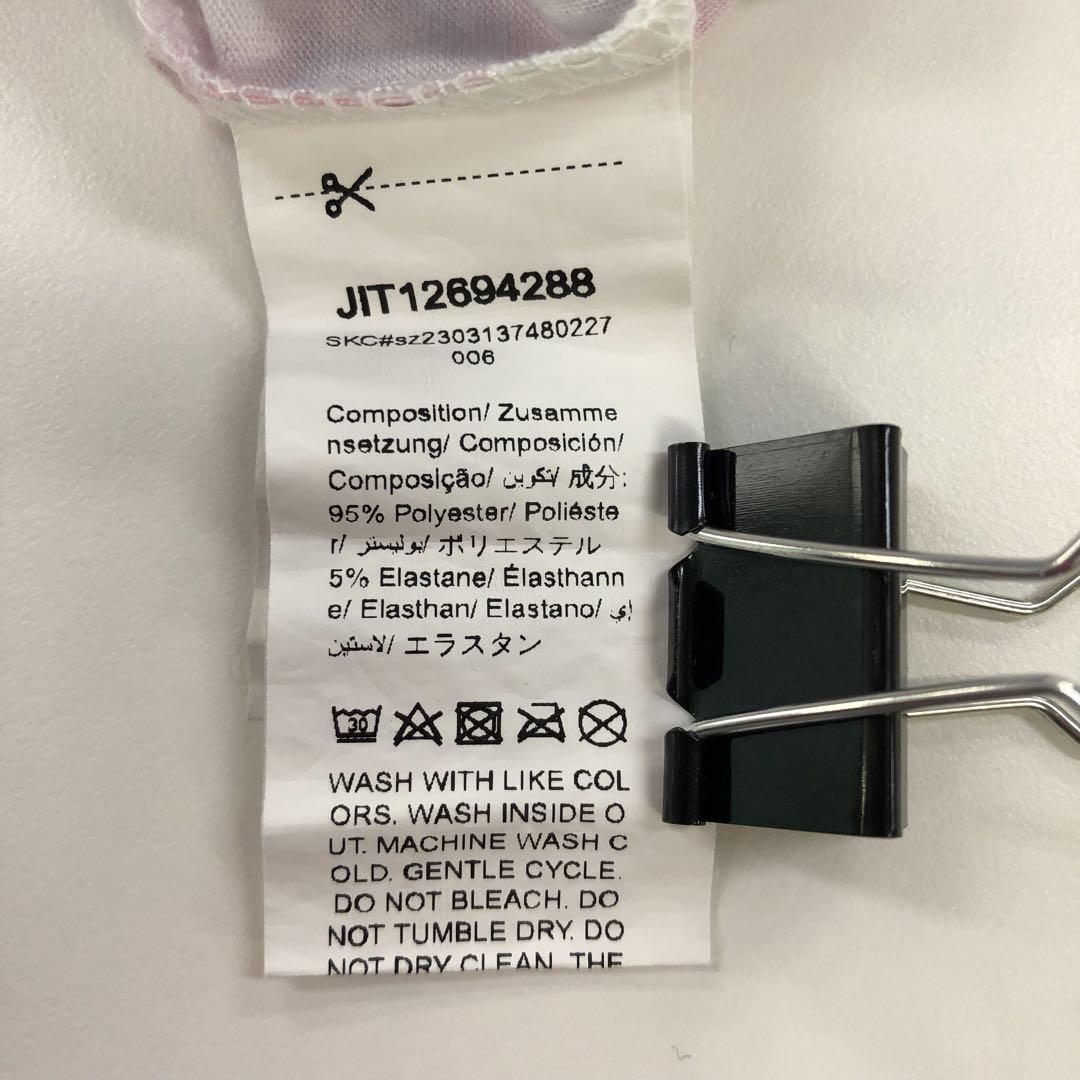 JIT12694288
SKC#sz2303137480227
006
Composition/ Zusamme
nsetzung/ Composición/
Composição/ تكوين/ 成分:
95% Polyester/ Poliéste
r/ بوليستر/ ポリエステル
5% Elastane/ Élasthann
e/ Elasthan/ Elastano/ إي
لاستين/ エラスタン
30
WASH WITH LIKE COL
ORS. WASH INSIDE O
UT. MACHINE WASH C
OLD. GENTLE CYCLE.
DO NOT BLEACH. DO
NOT TUMBLE DRY. DO
NOT DRY CLEAN. THE